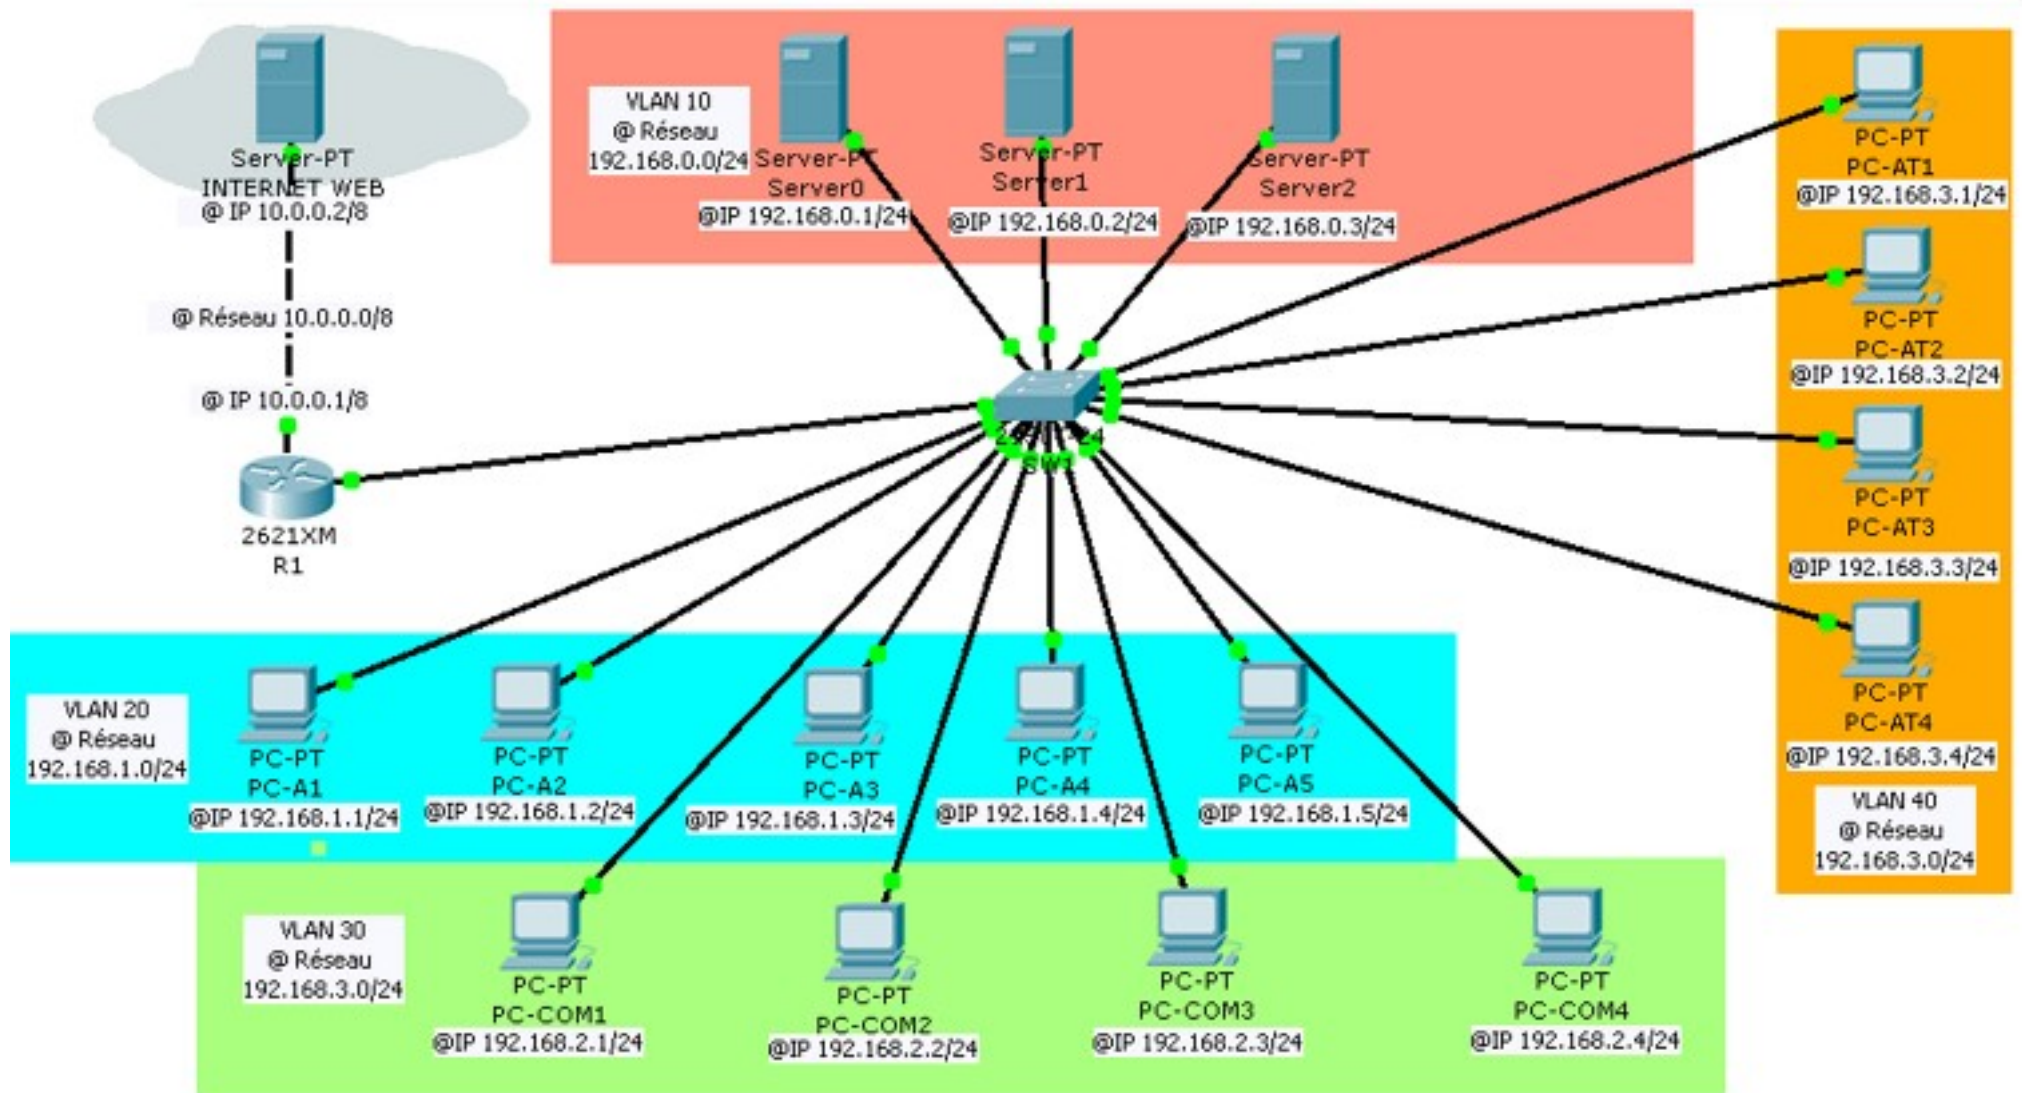 Server-PT
INTERNET WEB
@ IP 10.0.0.2/8
@ Réseau 10.0.0.0/8
@ IP 10.0.0.1/8
2621XM
R1
VLAN 10
@ Réseau
192.168.0.0/24
Server-PT
Server0
@IP 192.168.0.1/24
Server-PT
Server1
@IP 192.168.0.2/24
Server-PT
Server2
@IP 192.168.0.3/24
SW1
PC-PT
PC-AT1
@IP 192.168.3.1/24
PC-PT
PC-AT2
@IP 192.168.3.2/24
PC-PT
PC-AT3
@IP 192.168.3.3/24
PC-PT
PC-AT4
@IP 192.168.3.4/24
VLAN 40
@ Réseau
192.168.3.0/24
VLAN 20
@ Réseau
192.168.1.0/24
PC-PT
PC-A1
@IP 192.168.1.1/24
PC-PT
PC-A2
@IP 192.168.1.2/24
PC-PT
PC-A3
@IP 192.168.1.3/24
PC-PT
PC-A4
@IP 192.168.1.4/24
PC-PT
PC-A5
@IP 192.168.1.5/24
VLAN 30
@ Réseau
192.168.3.0/24
PC-PT
PC-COM1
@IP 192.168.2.1/24
PC-PT
PC-COM2
@IP 192.168.2.2/24
PC-PT
PC-COM3
@IP 192.168.2.3/24
PC-PT
PC-COM4
@IP 192.168.2.4/24